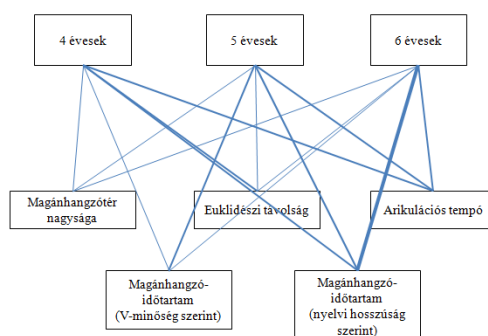 4 évesek
5 évesek
6 évesek
Magánhangzótér
nagysága
Euklidészi távolság
Arikulációs tempó
Magánhangzó-
időtartam
(V-minőség szerint)
Magánhangzó-
időtartam
(nyelvi hosszúság
szerint)